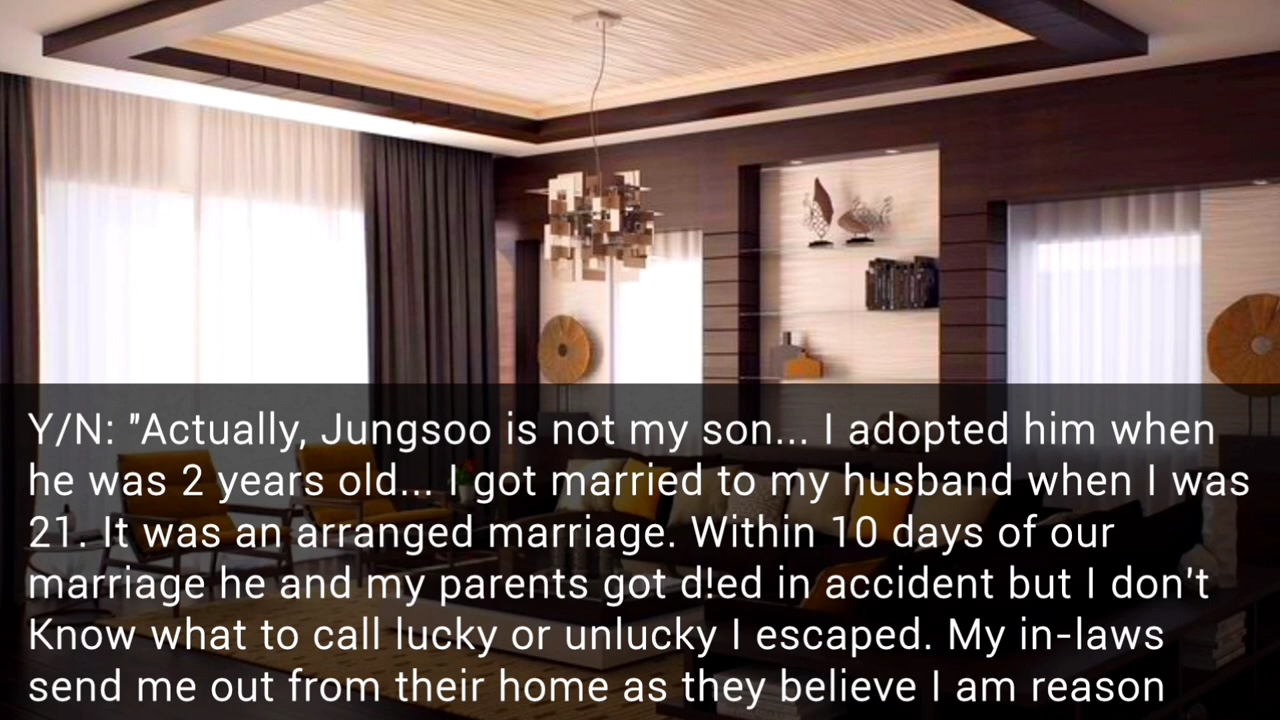 Y/N: "Actually, Jungsoo is not my son... I adopted him when
he was 2 years old... I got married to my husband when I was
21. It was an arranged marriage. Within 10 days of our
marriage he and my parents got d!ed in accident but I don't
Know what to call lucky or unlucky I escaped. My in-laws
send me out from their home as they believe I am reason